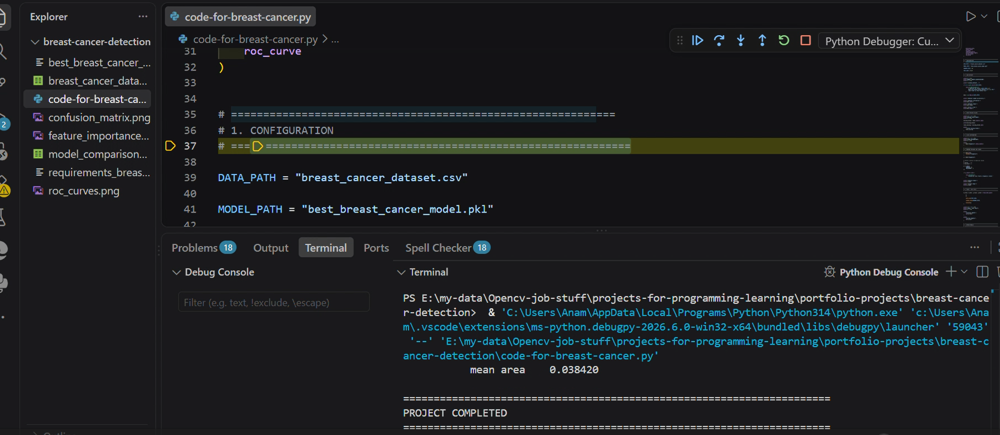 Explorer
...
breast-cancer-detection
best_breast_cancer_...
breast_cancer_data...
code-for-breast-ca...
confusion_matrix.png
feature_importance...
model_comparison...
requirements_breas...
roc_curves.png
2
code-for-breast-cancer.py
code-for-breast-cancer.py > ...
Python Debugger: Cu...
31 roc_curve
32 )
33
34
35 # ============================================================
36 # 1. CONFIGURATION
37 # ============================================================
38
39 DATA_PATH = "breast_cancer_dataset.csv"
40
41 MODEL_PATH = "best_breast_cancer_model.pkl"
42
Problems 18 Output Terminal Ports Spell Checker 18
Debug Console
Filter (e.g. text, !exclude, \escape)
Terminal
Python Debug Console
PS E:\my-data\Opencv-job-stuff\projects-for-programming-learning\portfolio-projects\breast-cance
r-detection>  & 'C:\Users\Anam\AppData\Local\Programs\Python\Python314\python.exe' 'c:\Users\Ana
m\.vscode\extensions\ms-python.debugpy-2026.6.0-win32-x64\bundled\libs\debugpy\launcher' '59043'
'--' 'E:\my-data\Opencv-job-stuff\projects-for-programming-learning\portfolio-projects\breast-c
ancer-detection\code-for-breast-cancer.py'
mean area    0.038420
======================================================================
PROJECT COMPLETED
======================================================================